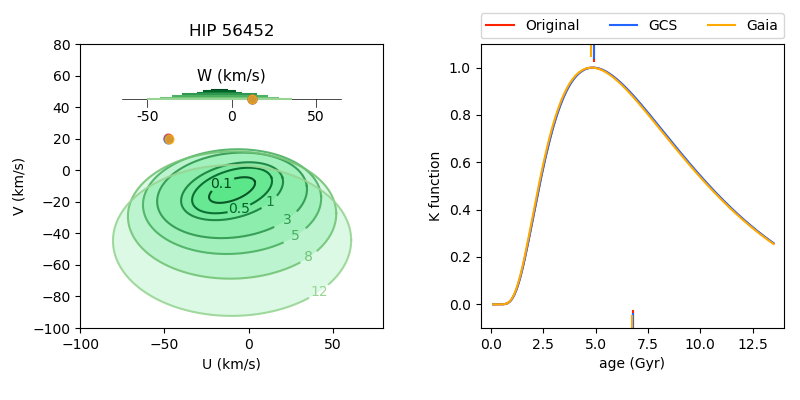 HIP 56452
Original GCS Gaia
80
60
40
20
0
−20
−40
−60
−80
−100
V (km/s)
W (km/s)
-50 0 50
0.1
0.5
1
3
5
8
12
−100 −50 0 50
U (km/s)
1.0
0.8
0.6
0.4
0.2
0.0
K function
0.0 2.5 5.0 7.5 10.0 12.5
age (Gyr)